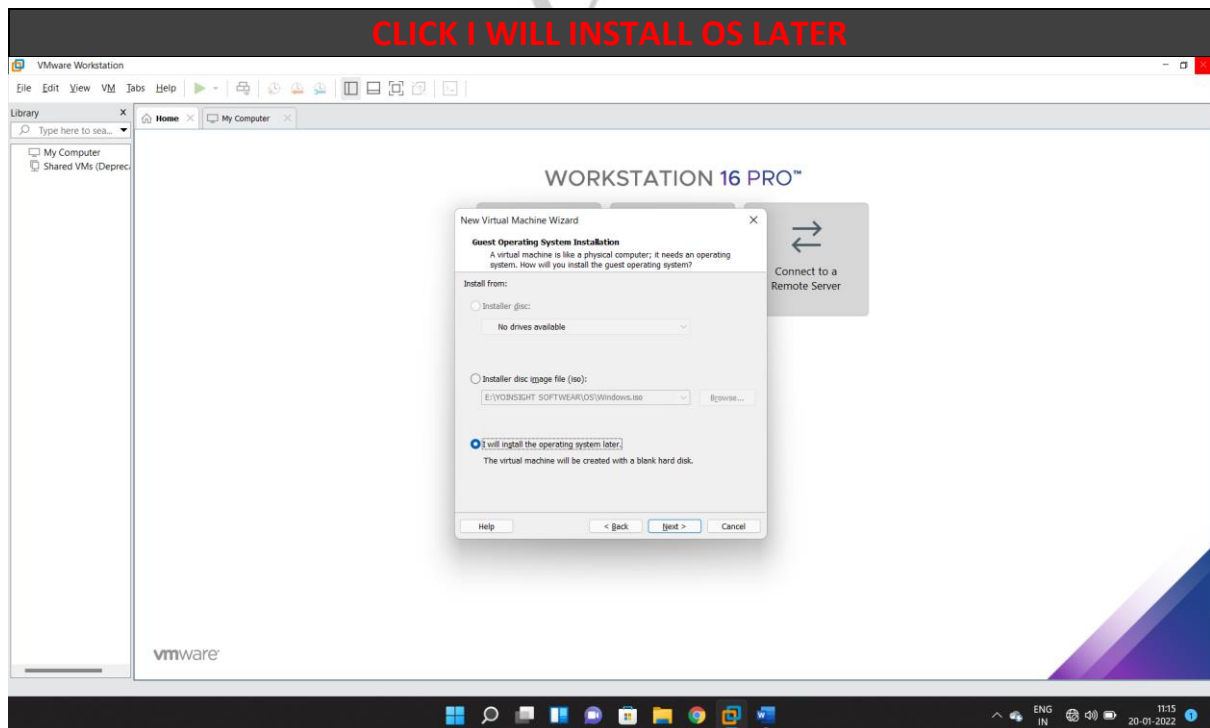 CLICK I WILL INSTALL OS LATER
VMware Workstation
File Edit View VM Tabs Help
Library X
Home My Computer
Type here to sea...
My Computer
Shared VMs (Depreca
WORKSTATION 16 PRO™
New Virtual Machine Wizard
Guest Operating System Installation
A virtual machine is like a physical computer; it needs an operating
system. How will you install the guest operating system?
Connect to a
Remote Server
Install from:
Installer disc:
No drives available
Installer disc image file (iso):
E:\YOINSIGHT SOFTWEAR\OS\Windows.iso Browse...
I will install the operating system later.
The virtual machine will be created with a blank hard disk.
Help < Back Next > Cancel
vmware
ENG
IN
11:15
20-01-2022
1